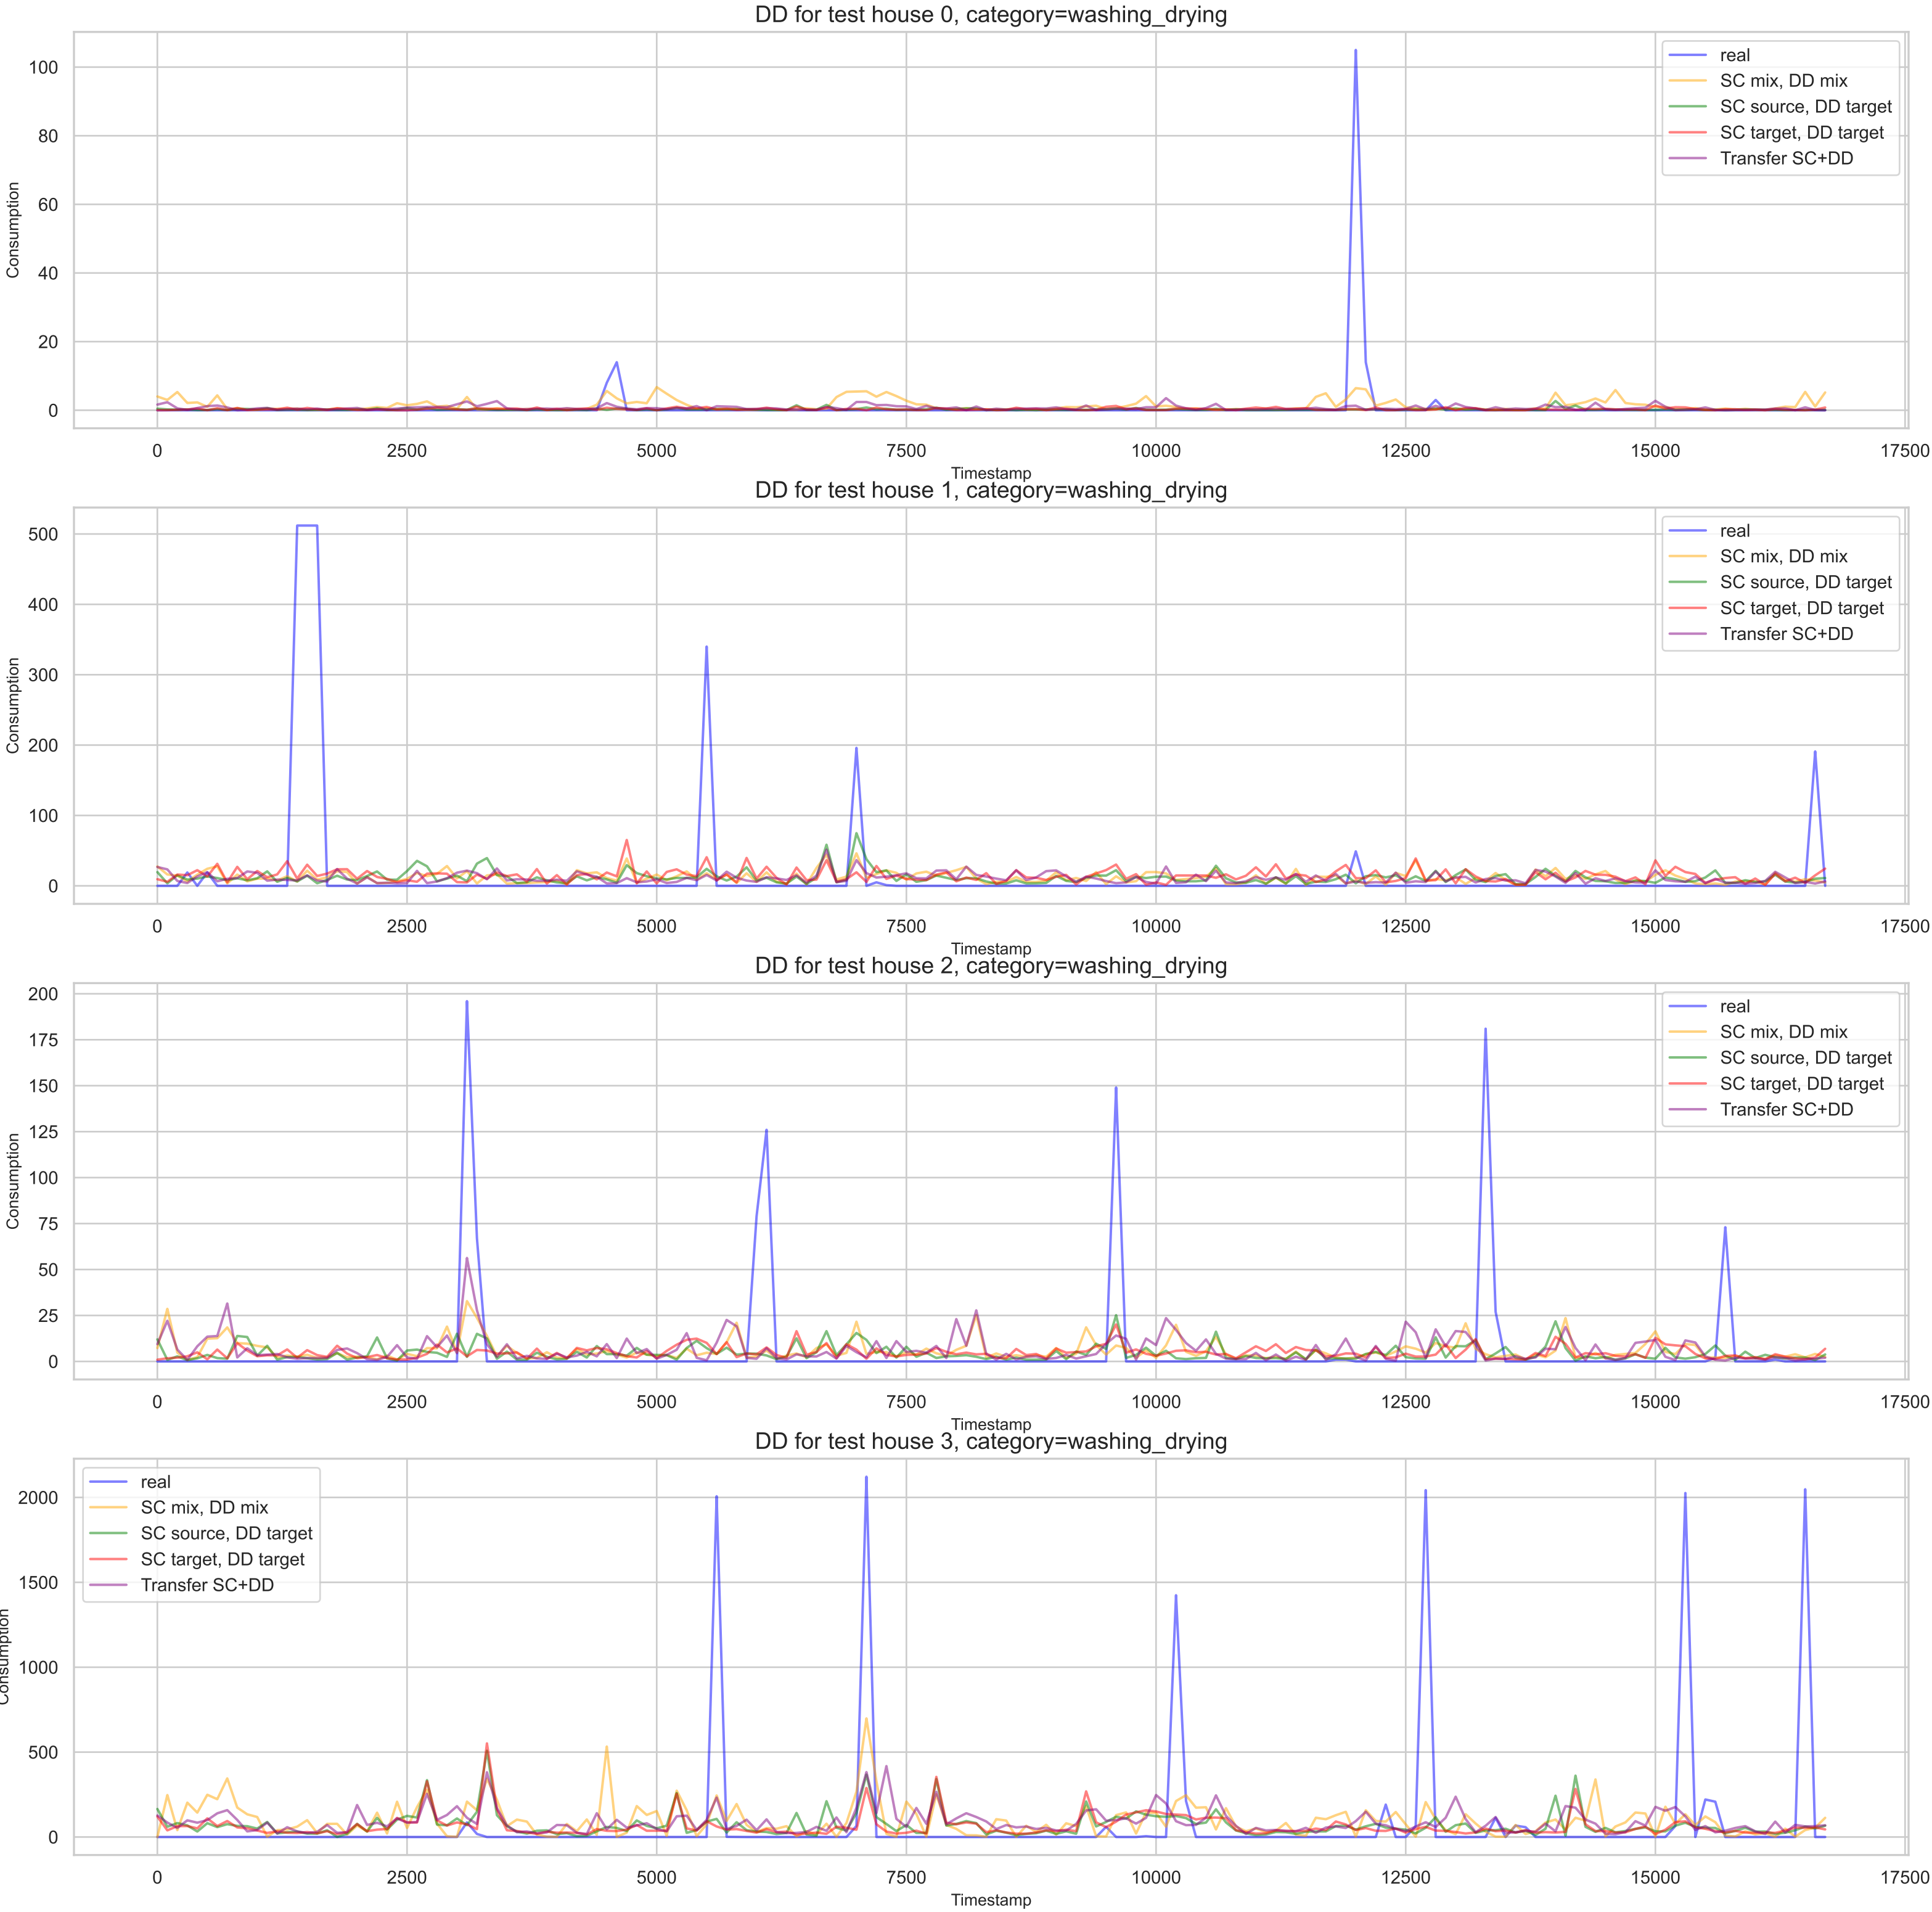 DD for test house 0, category=washing_drying
100
80
60
40
20
0
Consumption
real
SC mix, DD mix
SC source, DD target
SC target, DD target
Transfer SC+DD
0 2500 5000 7500 10000 12500 15000 17500
Timestamp
DD for test house 1, category=washing_drying
500
400
300
200
100
0
Consumption
real
SC mix, DD mix
SC source, DD target
SC target, DD target
Transfer SC+DD
0 2500 5000 7500 10000 12500 15000 17500
Timestamp
DD for test house 2, category=washing_drying
200
175
150
125
100
75
50
25
0
Consumption
real
SC mix, DD mix
SC source, DD target
SC target, DD target
Transfer SC+DD
0 2500 5000 7500 10000 12500 15000 17500
Timestamp
DD for test house 3, category=washing_drying
2000
1500
1000
500
0
Consumption
real
SC mix, DD mix
SC source, DD target
SC target, DD target
Transfer SC+DD
0 2500 5000 7500 10000 12500 15000 17500
Timestamp